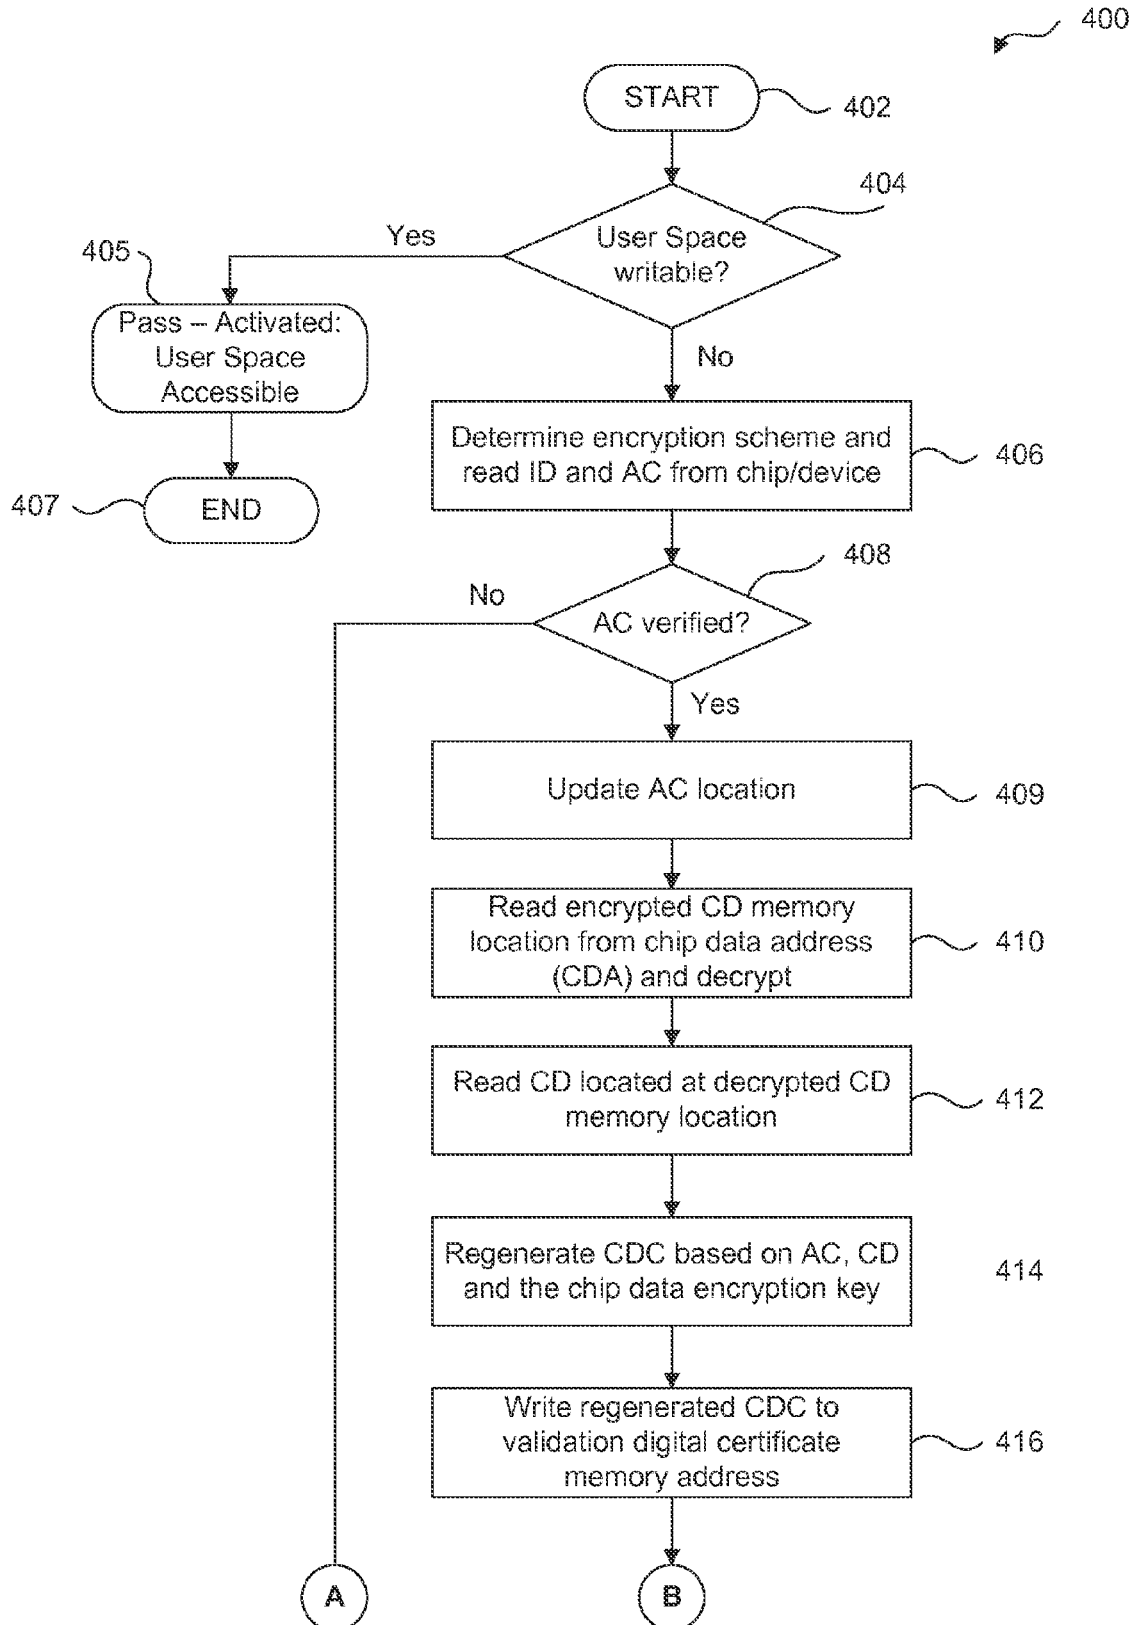 400
START
402
404
User Space
writable?
Yes
405
Pass – Activated:
User Space
Accessible
No
Determine encryption scheme and
read ID and AC from chip/device
406
407
END
408
No
AC verified?
Yes
Update AC location
409
Read encrypted CD memory
location from chip data address
(CDA) and decrypt
410
Read CD located at decrypted CD
memory location
412
Regenerate CDC based on AC, CD
and the chip data encryption key
414
Write regenerated CDC to
validation digital certificate
memory address
416
A
B